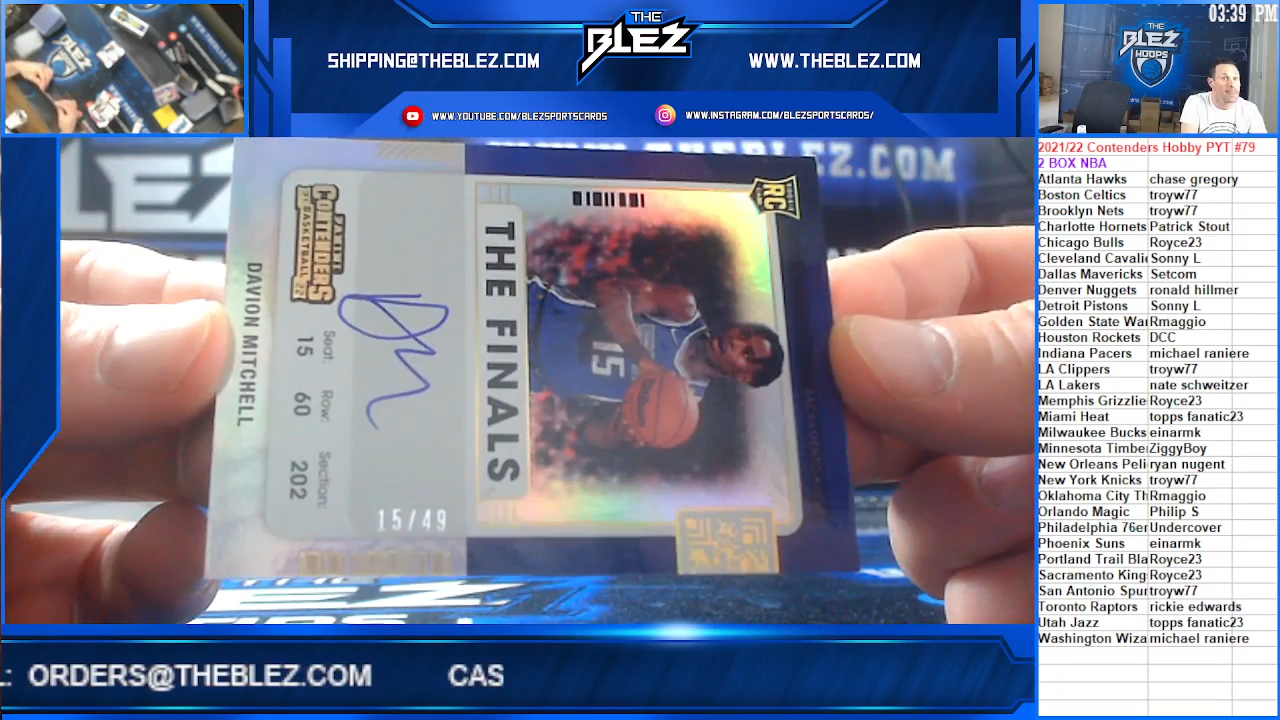 03:39 PM
THE
BLEZ
SHIPPING@THEBLEZ.COM
WWW.THEBLEZ.COM
WWW.YOUTUBE.COM/BLEZSPORTSCARDS
WWW.INSTAGRAM.COM/BLEZSPORTSCARDS/
THE
BLEZ
HOOPS
2021/22 Contenders Hobby PYT #79
2 BOX NBA
Atlanta Hawks chase gregory
Boston Celtics troyw77
Brooklyn Nets troyw77
Charlotte Hornets Patrick Stout
Chicago Bulls Royce23
Cleveland Cavalie Sonny L
Dallas Mavericks Setcom
Denver Nuggets ronald hillmer
Detroit Pistons Sonny L
Golden State War Rmaggio
Houston Rockets DCC
Indiana Pacers michael raniere
LA Clippers troyw77
LA Lakers nate schweitzer
Memphis Grizzlie Royce23
Miami Heat topps fanatic23
Milwaukee Bucks einarmk
Minnesota Timbe ZiggyBoy
New Orleans Peli ryan nugent
New York Knicks troyw77
Oklahoma City Th Rmaggio
Orlando Magic Philip S
Philadelphia 76er Undercover
Phoenix Suns einarmk
Portland Trail Bla Royce23
Sacramento King Royce23
San Antonio Spur troyw77
Toronto Raptors rickie edwards
Utah Jazz topps fanatic23
Washington Wiza michael raniere
WWW.THEBLEZ.COM
RC
THE FINALS
15
PANINI
CONTENDERS
21 BASKETBALL 22
Seat: Row: Section:
15 60 202
DAVION MITCHELL
15/49
L: ORDERS@THEBLEZ.COM CAS